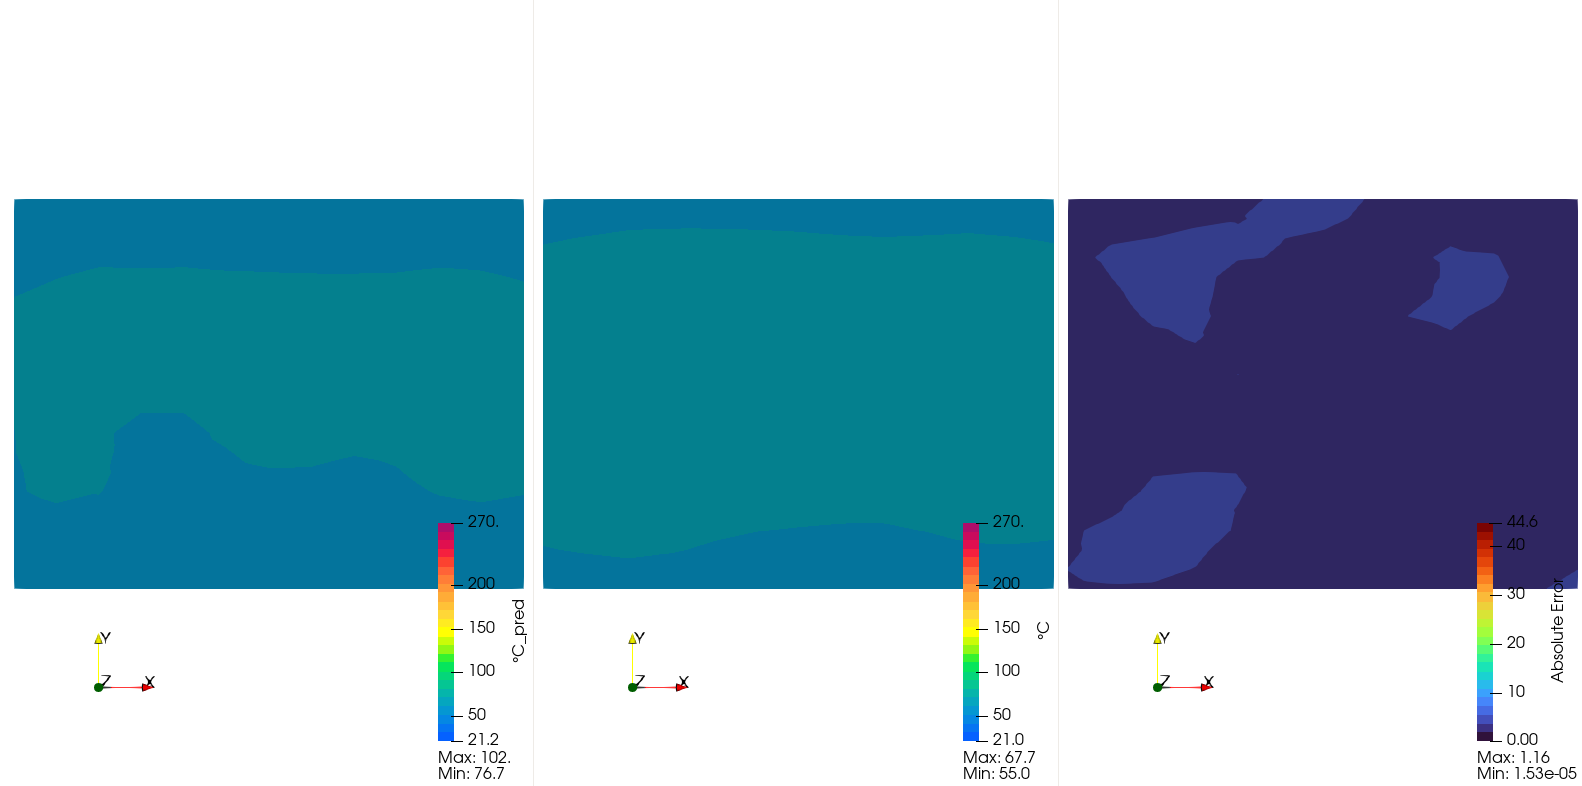 270.
200
150
100
50
21.2
°C_pred
Max: 102.
Min: 76.7
Y
Z
X
270.
200
150
100
50
21.0
°C
Max: 67.7
Min: 55.0
Y
Z
X
44.6
40
30
20
10
0.00
Absolute Error
Max: 1.16
Min: 1.53e-05
Y
Z
X